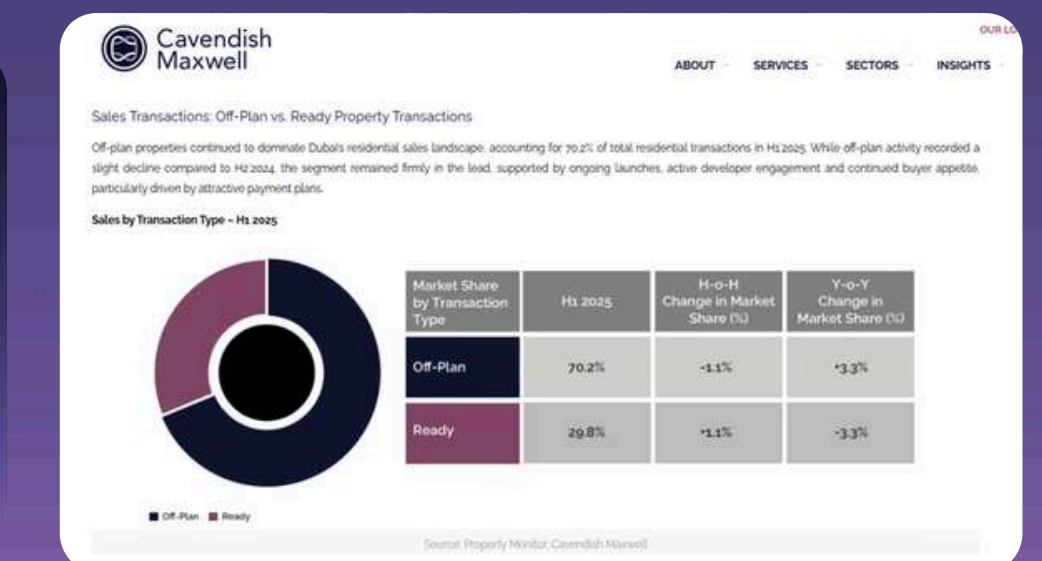 Cavendish
Maxwell
OUR LO
ABOUT
SERVICES
SECTORS
INSIGHTS
Sales Transactions: Off-Plan vs. Ready Property Transactions
Off-plan properties continued to dominate Dubai's residential sales landscape, accounting for 70.2% of total residential transactions in H1 2025. While off-plan activity recorded a
slight decline compared to H2 2024, the segment remained firmly in the lead, supported by ongoing launches, active developer engagement and continued buyer appetite,
particularly driven by attractive payment plans.
Sales by Transaction Type – H1 2025
Market Share
by Transaction
Type
H1 2025
H-o-H
Change in Market
Share (%)
Y-o-Y
Change in
Market Share (%)
Off-Plan
70.2%
-1.1%
+3.3%
Ready
29.8%
+1.1%
-3.3%
Off-Plan
Ready
Source: Property Monitor, Cavendish Maxwell